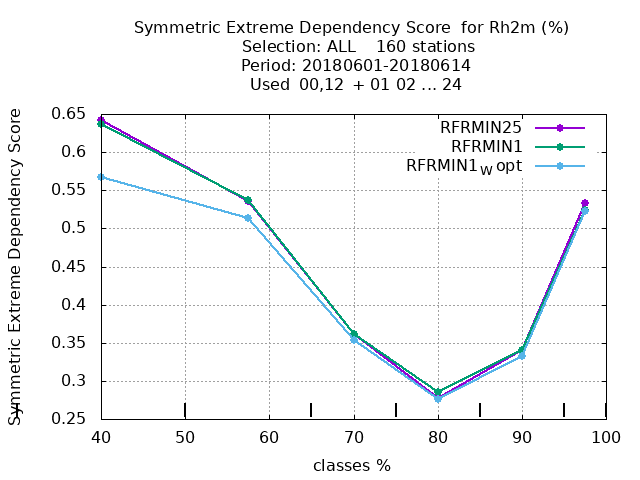 Symmetric Extreme Dependency Score for Rh2m (%)
Selection: ALL 160 stations
Period: 20180601-20180614
Used 00,12 + 01 02 ... 24
Symmetric Extreme Dependency Score
0.65
0.6
0.55
0.5
0.45
0.4
0.35
0.3
0.25
RFRMIN25
RFRMIN1
RFRMIN1W opt
40 50 60 70 80 90 100
classes %